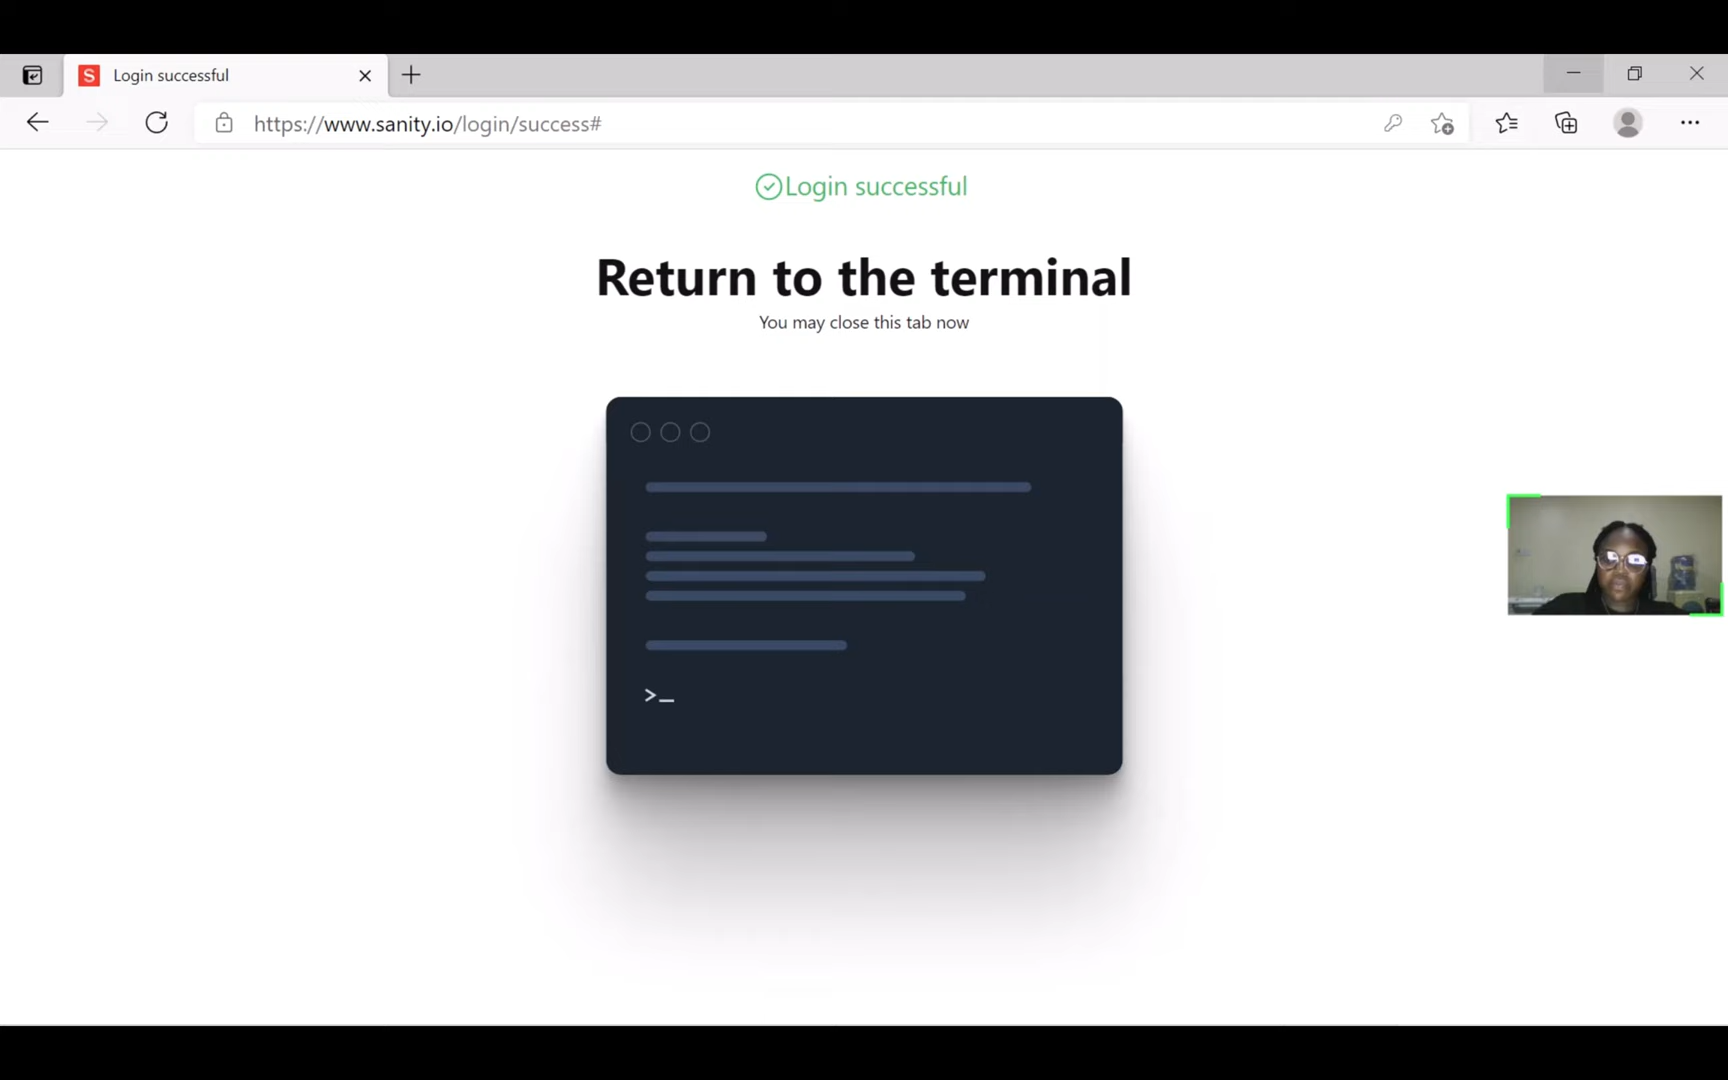 S Login successful
https://www.sanity.io/login/success#
Login successful
Return to the terminal
You may close this tab now
>_